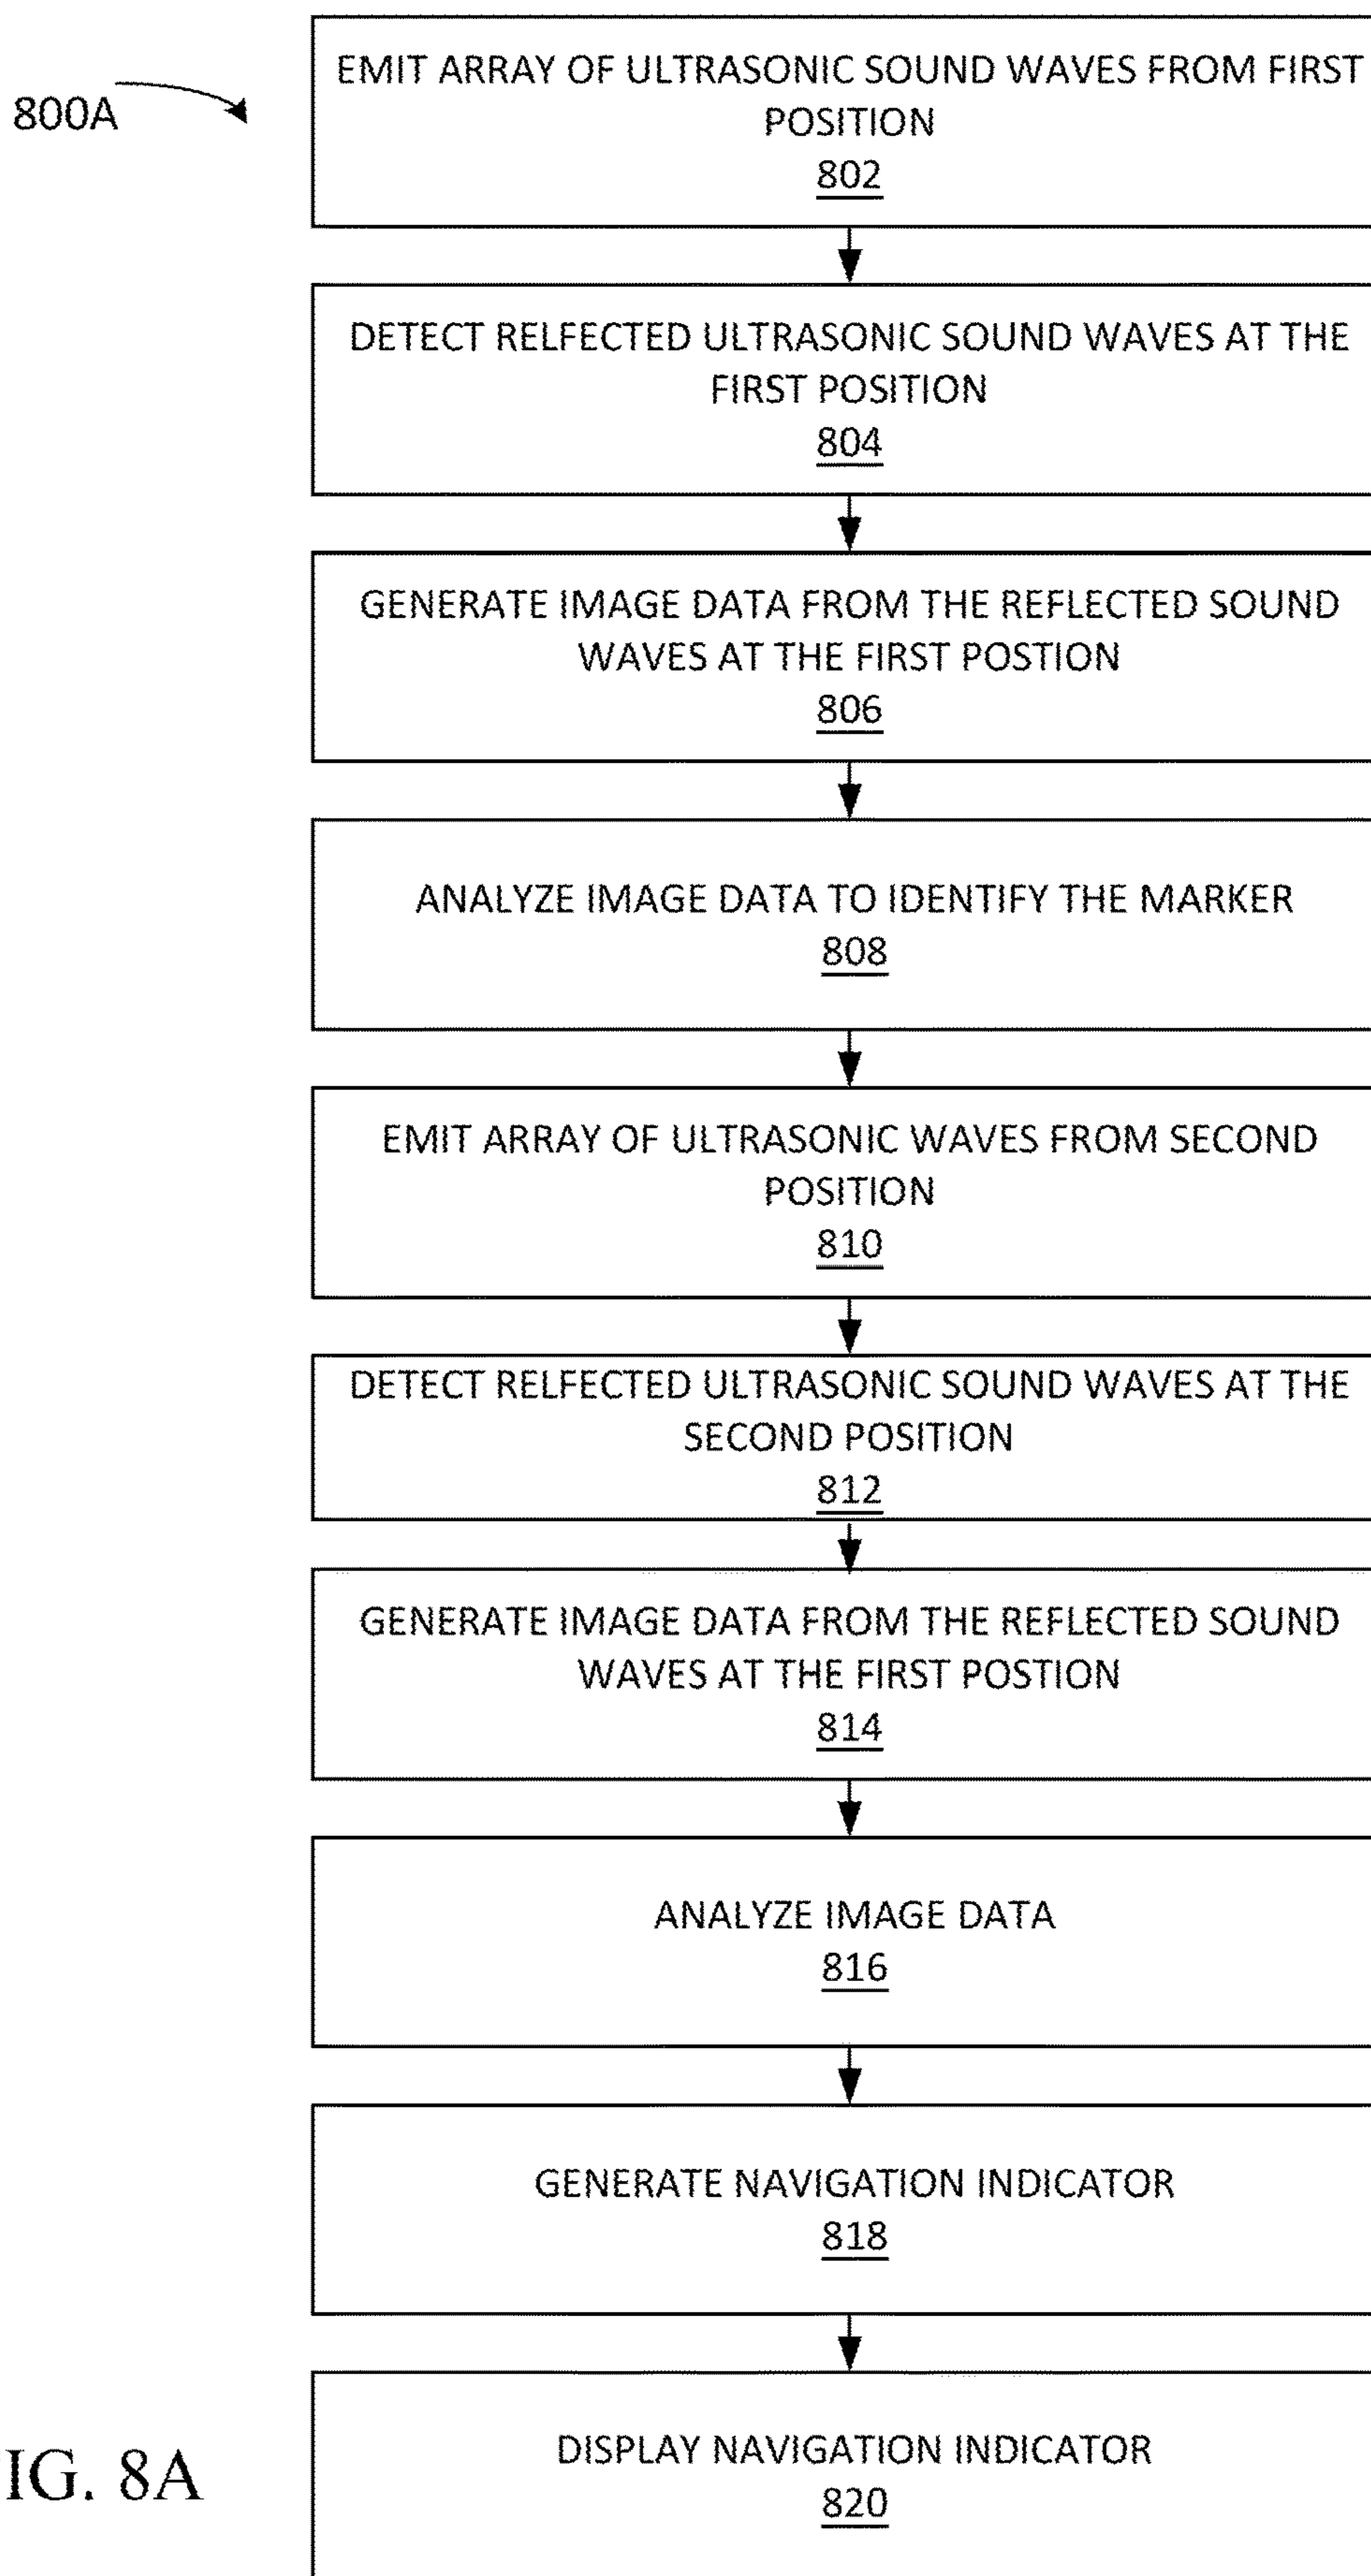 800A
EMIT ARRAY OF ULTRASONIC SOUND WAVES FROM FIRST
POSITION
802
DETECT RELFECTED ULTRASONIC SOUND WAVES AT THE
FIRST POSITION
804
GENERATE IMAGE DATA FROM THE REFLECTED SOUND
WAVES AT THE FIRST POSTION
806
ANALYZE IMAGE DATA TO IDENTIFY THE MARKER
808
EMIT ARRAY OF ULTRASONIC WAVES FROM SECOND
POSITION
810
DETECT RELFECTED ULTRASONIC SOUND WAVES AT THE
SECOND POSITION
812
GENERATE IMAGE DATA FROM THE REFLECTED SOUND
WAVES AT THE FIRST POSTION
814
ANALYZE IMAGE DATA
816
GENERATE NAVIGATION INDICATOR
818
DISPLAY NAVIGATION INDICATOR
820
IG. 8A